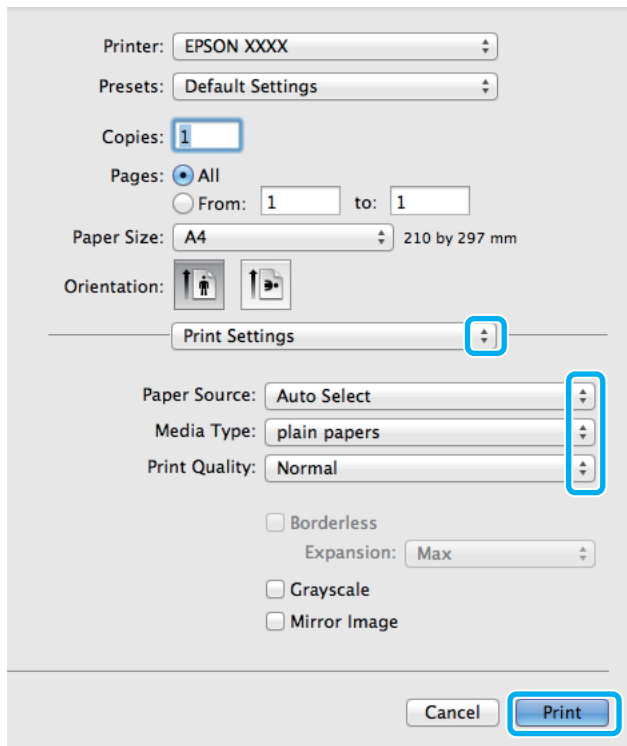 Printer: EPSON XXXX
Presets: Default Settings
Copies: 1
Pages: All
From: 1 to: 1
Paper Size: A4 210 by 297 mm
Orientation:
Print Settings
Paper Source: Auto Select
Media Type: plain papers
Print Quality: Normal
Borderless
Expansion: Max
Grayscale
Mirror Image
Cancel Print